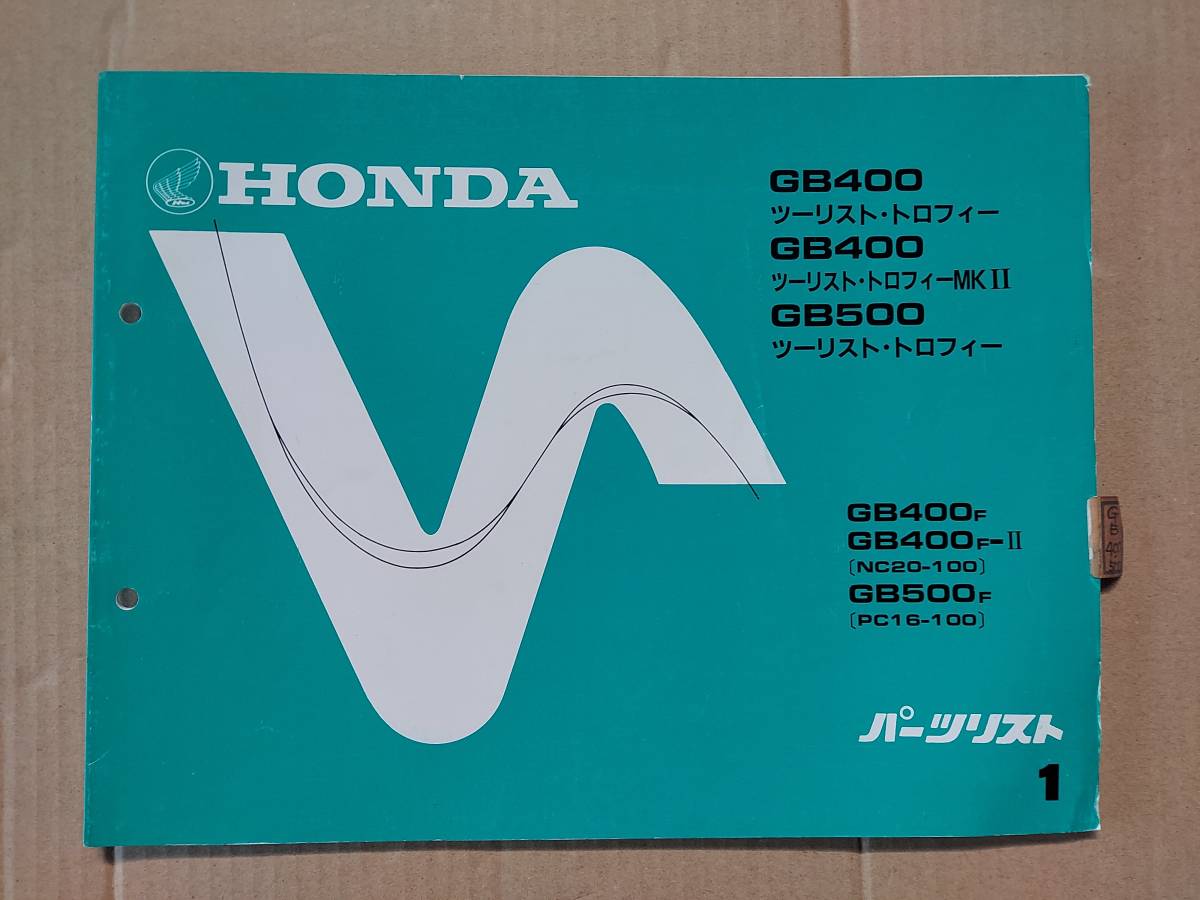 HONDA
GB400
ツーリスト・トロフィー
GB400
ツーリスト・トロフィーMKⅡ
GB500
ツーリスト・トロフィー
GB400F
GB400F-Ⅱ
〔NC20-100〕
GB500F
〔PC16-100〕
パーツリスト
1
G
B